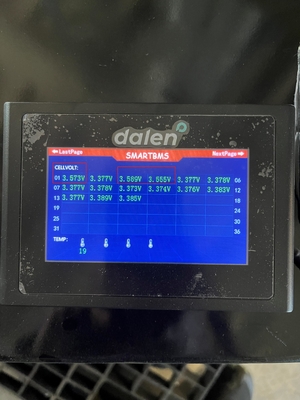 dalen
LastPage SMARTBMS NextPage
CELLVOLT:
01 3.573V 3.377V 3.589V 3.555V 3.377V 3.378V 06
07 3.377V 3.378V 3.373V 3.374V 3.376V 3.383V 12
13 3.377V 3.389V 3.385V 18
19 24
25 30
31 36
TEMP:
19